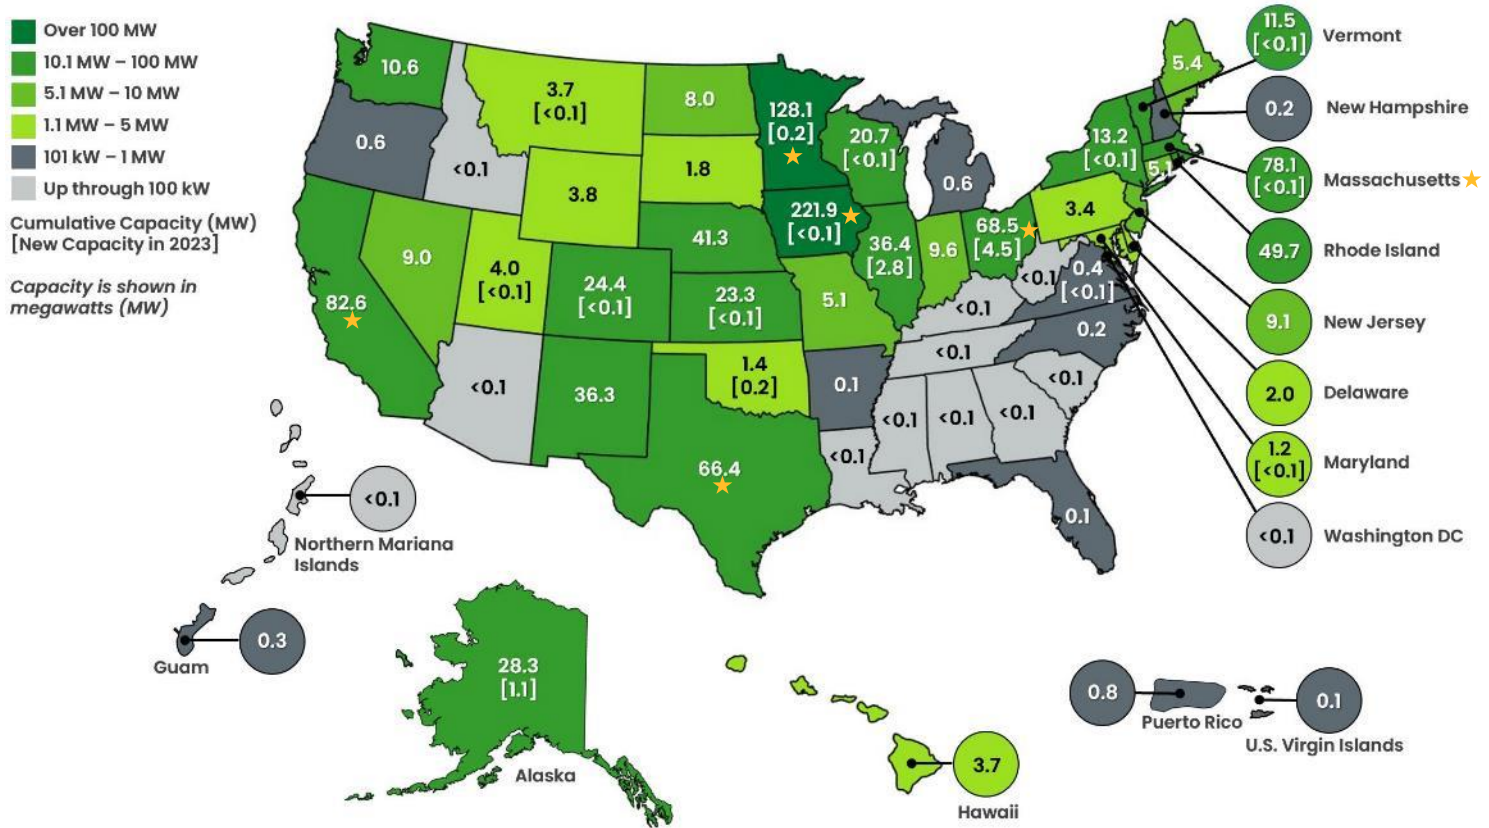 Over 100 MW
10.1 MW – 100 MW
5.1 MW – 10 MW
1.1 MW – 5 MW
101 kW – 1 MW
Up through 100 kW
Cumulative Capacity (MW)
[New Capacity in 2023]
Capacity is shown in
megawatts (MW)
10.6
0.6
<0.1
3.7
[<0.1]
8.0
128.1
[0.2]
20.7
[<0.1]
0.6
3.8
1.8
82.6
9.0
4.0
[<0.1]
24.4
[<0.1]
41.3
23.3
[<0.1]
221.9
[<0.1]
36.4
[2.8]
9.6
68.5
[4.5]
5.1
<0.1
36.3
1.4
[0.2]
66.4
0.1
<0.1
<0.1
<0.1
<0.1
<0.1
<0.1
<0.1
<0.1
0.4
[<0.1]
0.2
0.1
3.4
13.2
[<0.1]
5.4
5.1
11.5
[<0.1]
Vermont
0.2
New Hampshire
78.1
[<0.1]
Massachusetts
49.7
Rhode Island
9.1
New Jersey
2.0
Delaware
1.2
[<0.1]
Maryland
<0.1
Washington DC
<0.1
Northern Mariana
Islands
0.3
Guam
28.3
[1.1]
Alaska
3.7
Hawaii
0.8
Puerto Rico
0.1
U.S. Virgin Islands